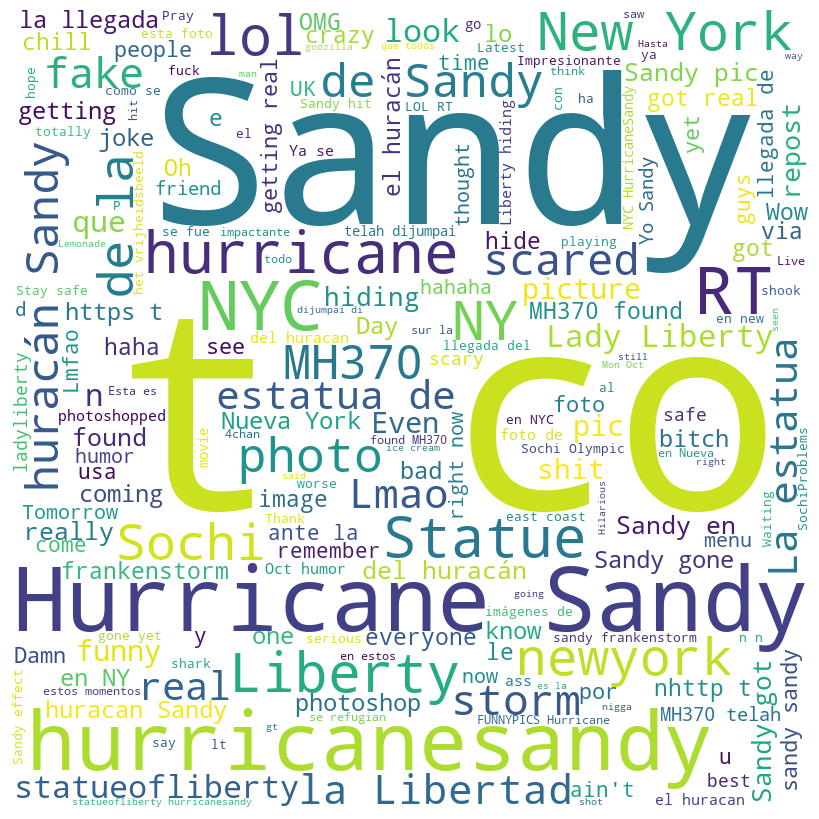 la llegada
Pray
esta foto
OMG
godzilla
que todos
go
Latest
saw
Hasta
way
lol
New York
chill
people
crazy
look
lo
Impresionante
ya
hope
fake
como se
fuck
man
UK
de Sandy
time
think
Sandy pic
getting
hit
Sandy hit
LOL RT
con
ha
got real
totally
joke
e
el
getting real
el huracán
Sandy
Liberty hiding
NYC HurricaneSandy
yet
llegada de
repost
Oh
Ya se
thought
Yo Sandy
guys
Wow
huracán Sandy
de la
P
friend
que
se fue
impactante
telah dijumpai
hide
playing
got
via
Lemonade
het vrijheidsbeeld
hurricane
todo
scared
Live
Stay safe
d
https t
NYC
dijumpai di
hiding
hahaha
NY
picture
RT
shook
MH370 found
en new
seen
Lmfao
haha
see
del huracan
Day
sur la
llegada del
Lady Liberty
ladyliberty
n
Esta es
MH370
scary
still
Mon Oct
t co
La estatua
photoshopped
estatua de
al
foto
en NYC
safe
found
Nueva York
Even
foto de
pic
4chan
found MH370
Sochi Olympic
bitch
humor
movie
photo
ice cream
right now
en Nueva
usa
said
bad
shit
right
coming
image
Lmao
worse
Hilarious
Waiting
SochiProblems
Tomorrow
Thank
east coast
Sandy en
really
Sochi
ante la
Statue
menu
come
remember
Sandy gone
frankenstorm
Oct humor
del huracán
Hurricane Sandy
going
imágenes de
gone yet
y
one
serious
everyone
know
sandy frankenstorm
n n
Damn
funny
en estos
le
newyork
en NY
shark
Liberty
now
ass
es la
Sandy effect
estos momentos
real
photoshop
storm
por
nhttp t
Sandy got
sandy sandy
huracan Sandy
se refugian
nigga
MH370 telah
gt
FUNNYPICS Hurricane
hurricanesandy
say
lt
u
best
statueofliberty
la Libertad
ain't
statueofliberty hurricanesandy
shot
el huracan